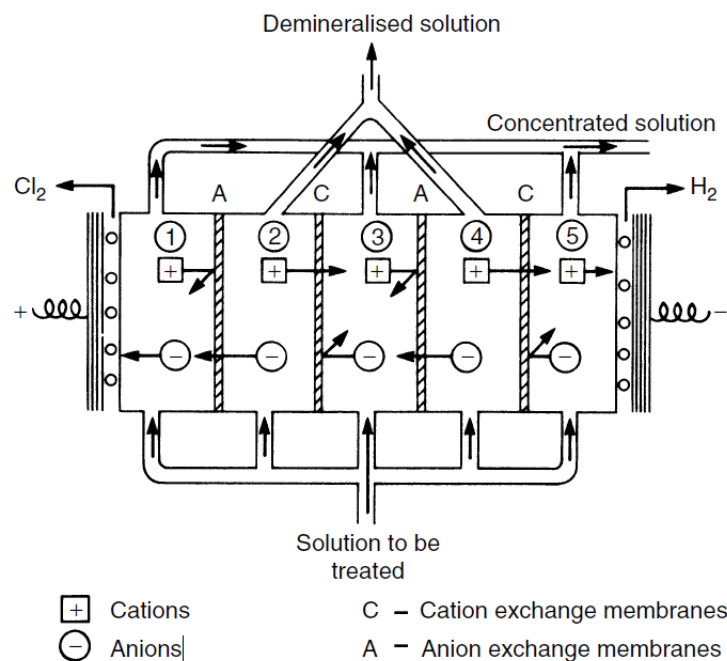 Demineralised solution
Concentrated solution
Cl2
A
C
A
C
H2
1
2
3
4
5
+
+
+
+
+
+
−
−
−
−
−
−
Solution to be
treated
+ Cations
C – Cation exchange membranes
− Anions
A – Anion exchange membranes